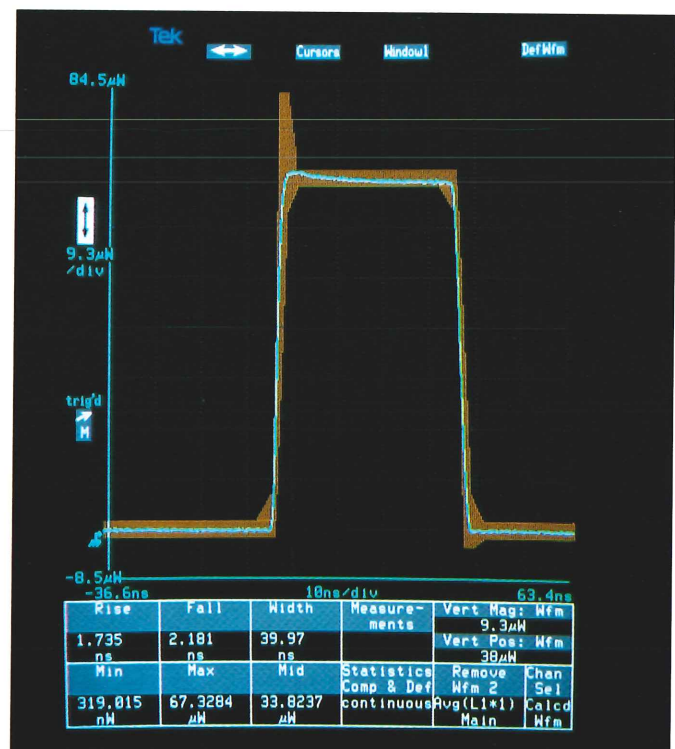 Tek
Cursors Window1 DefWfm
84.5µW
9.3µW
/div
trig'd
M
-8.5µW
-36.6ns 10ns/div 63.4ns
Rise Fall Width Measure-
ments Vert Mag: Wfm
9.3µW
1.735
ns 2.181
ns 39.97
ns Vert Pos: Wfm
38µW
Min Max Mid Statistics
Comp & Def Remove
Wfm 2 Chan
Sel
319.015
nW 67.3284
µW 33.8237
µW continuous Avg(L1*1)
Main Calcd
Wfm